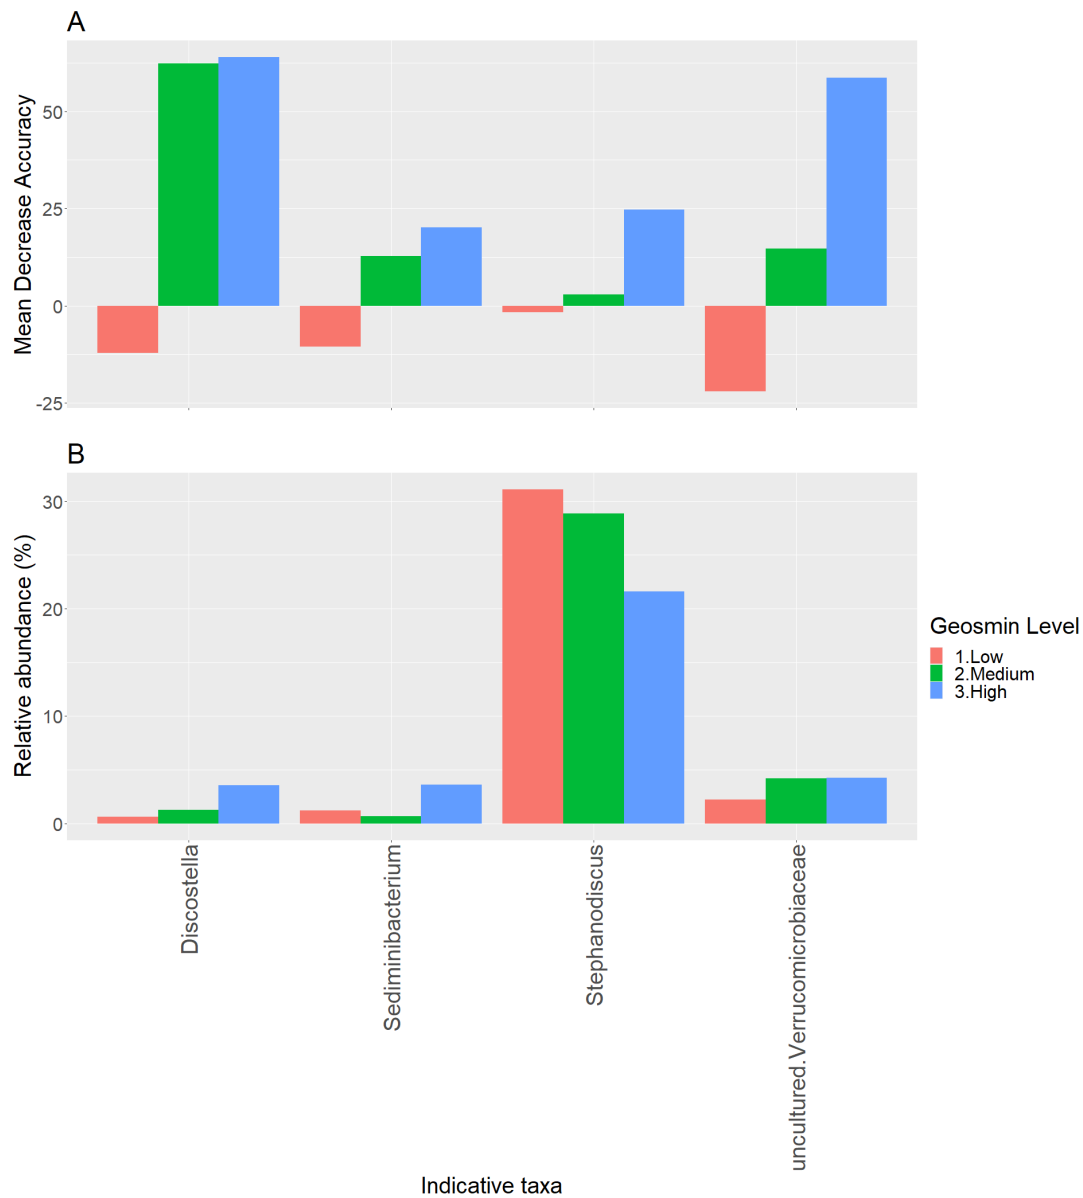 A
Mean Decrease Accuracy
50
25
0
-25
B
Relative abundance (%)
30
20
10
0
Discostella
Sediminibacterium
Stephanodiscus
uncultured.Verrucomicrobiaceae
Indicative taxa
Geosmin Level
1.Low
2.Medium
3.High